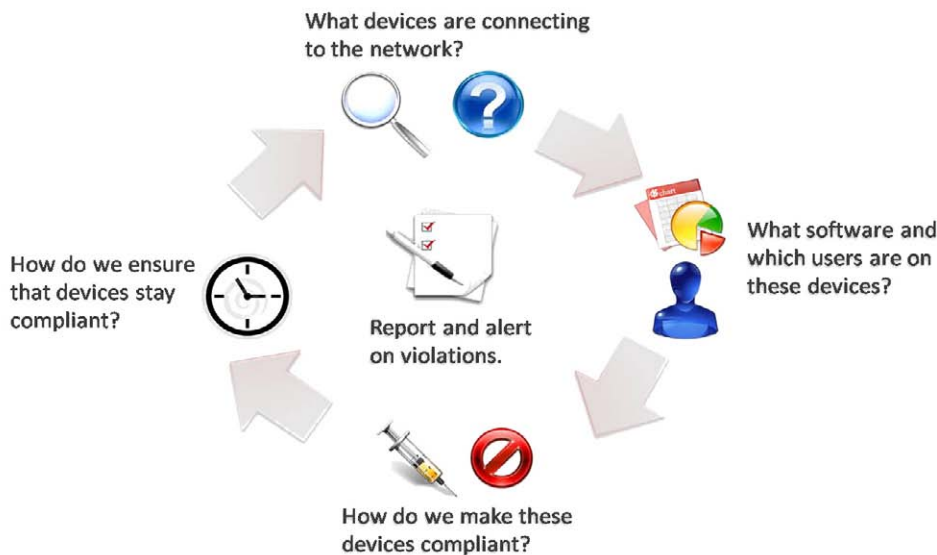 What devices are connecting
to the network?
chart
What software and
which users are on
these devices?
How do we ensure
that devices stay
compliant?
Report and alert
on violations.
How do we make these
devices compliant?